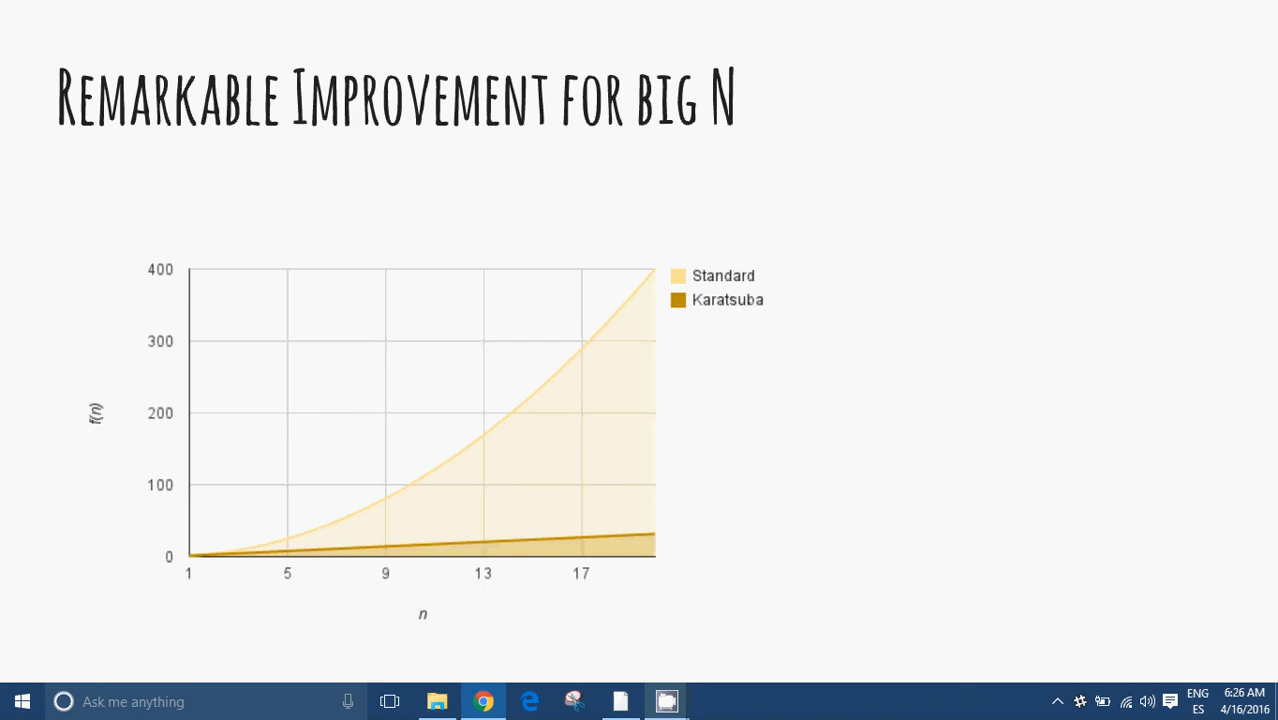 Remarkable Improvement for big N
400
300
200
100
0
f(n)
1 5 9 13 17
n
Standard
Karatsuba
Ask me anything
ENG
ES
6:26 AM
4/16/2016